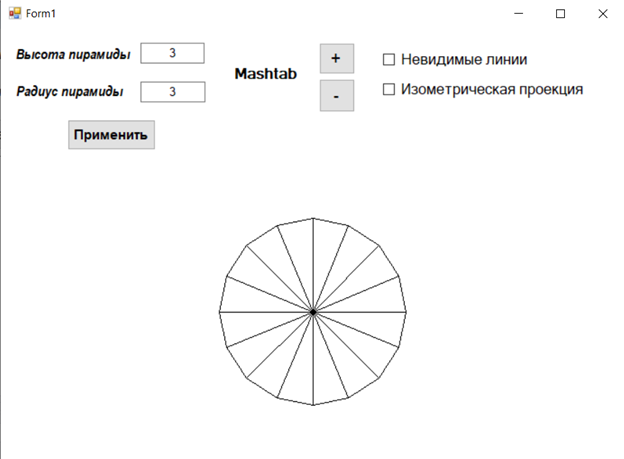 Form1
Высота пирамиды 3
Радиус пирамиды 3
Применить
Mashtab
+
-
Невидимые линии
Изометрическая проекция